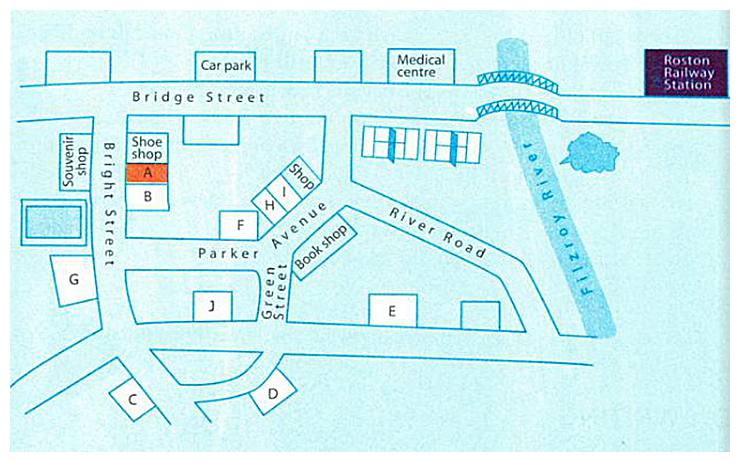 Car park
Medical
centre
Roston
Railway
Station
Bridge Street
Souvenir
shop
Bright Street
Shoe
shop
A
B
Shop
I
H
F
Parker Avenue
Book shop
River Road
Filzroy River
G
J
Green
Street
E
C
D